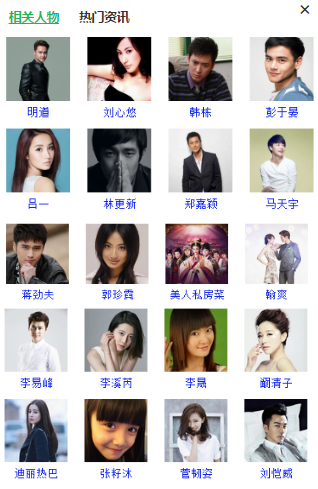 相关人物 热门资讯 ×
明道 刘心悠 韩栋 彭于晏
吕一 林更新 郑嘉颖 马天宇
蒋劲夫 郭珍霓 美人私房菜 翰爽
李易峰 李溪芮 李晟 阚清子
迪丽热巴 张籽沐 菅韧姿 刘恺威